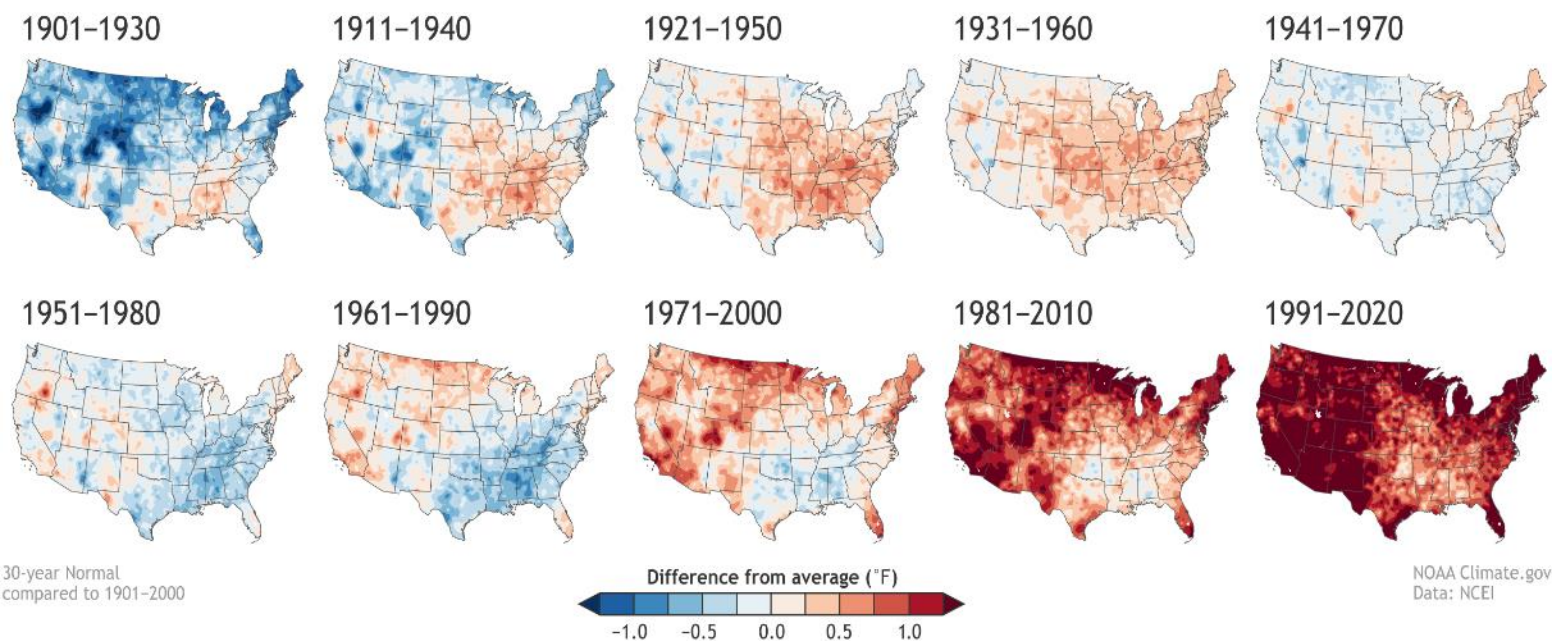 1901–1930
1911–1940
1921–1950
1931–1960
1941–1970
1951–1980
1961–1990
1971–2000
1981–2010
1991–2020
30-year Normal
compared to 1901–2000
Difference from average (°F)
-1.0 -0.5 0.0 0.5 1.0
NOAA Climate.gov
Data: NCEI